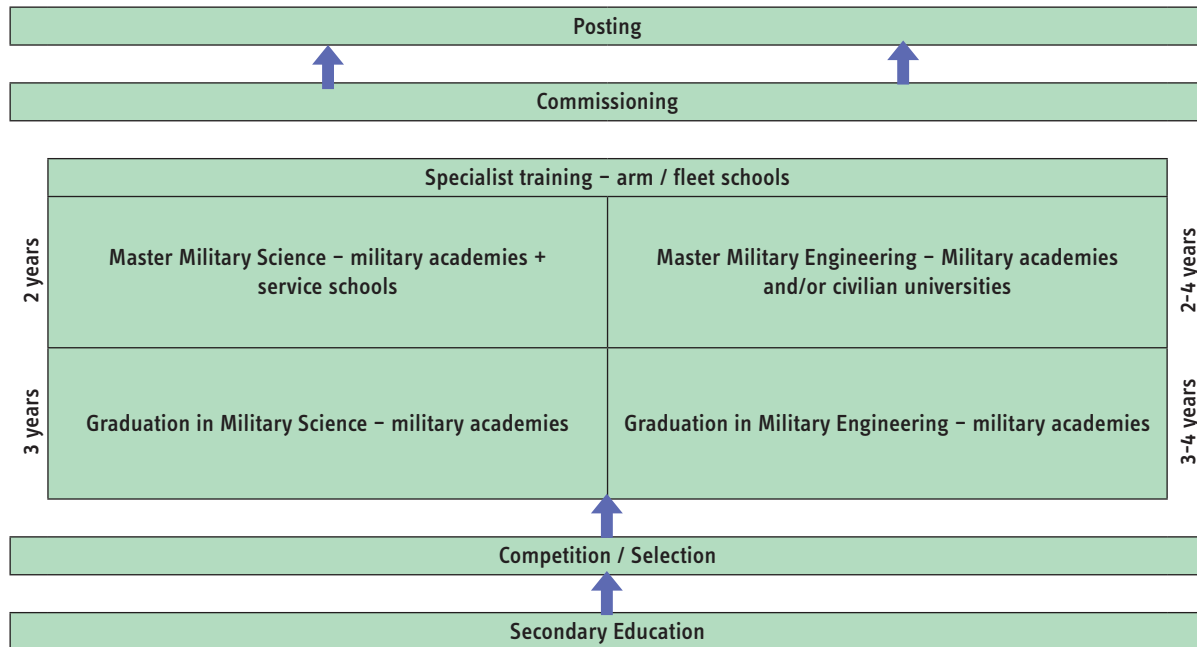 Posting
Commissioning
Specialist training – arm / fleet schools
2 years
Master Military Science – military academies +
service schools
Master Military Engineering – Military academies
and/or civilian universities
2-4 years
3 years
Graduation in Military Science – military academies
Graduation in Military Engineering – military academies
3-4 years
Competition / Selection
Secondary Education